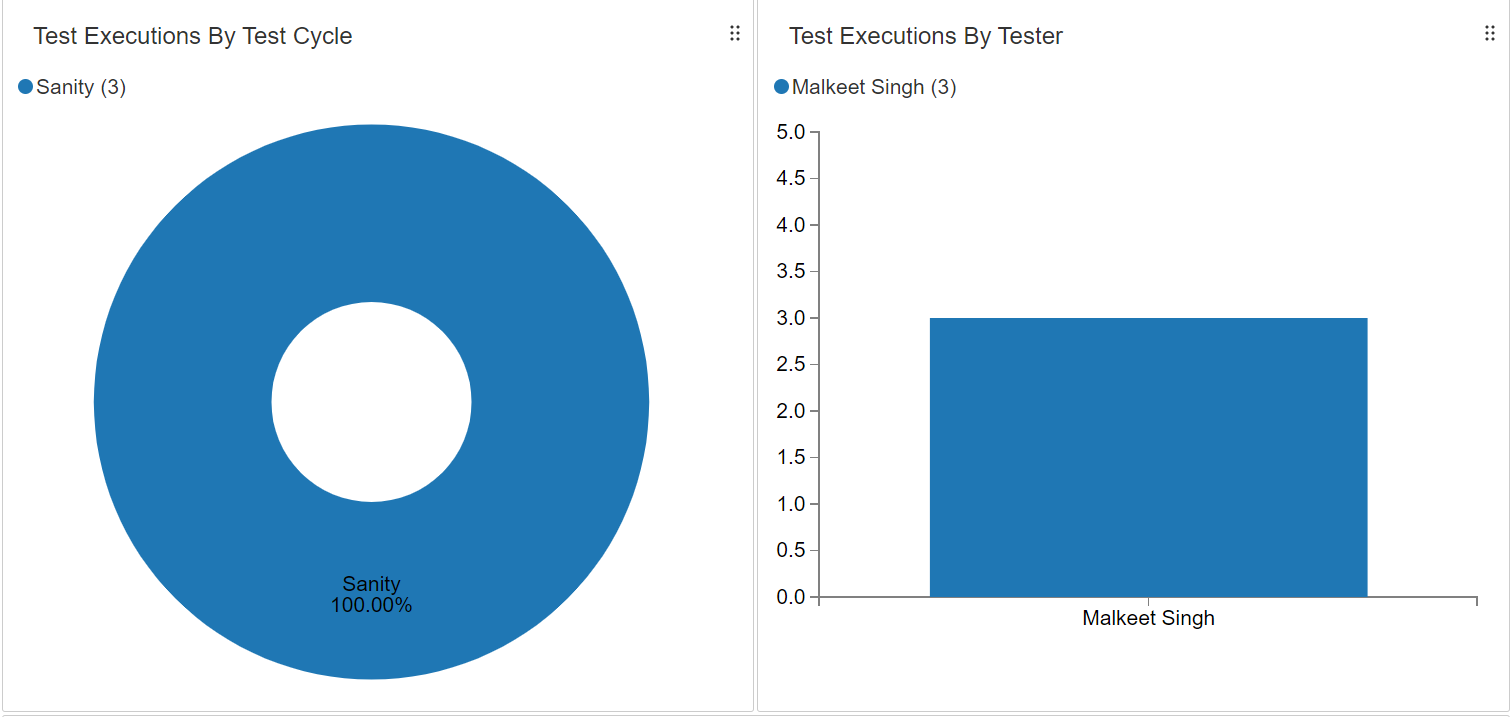 Test Executions By Test Cycle
Sanity (3)
Sanity
100.00%
Test Executions By Tester
Malkeet Singh (3)
5.0
4.5
4.0
3.5
3.0
2.5
2.0
1.5
1.0
0.5
0.0
Malkeet Singh